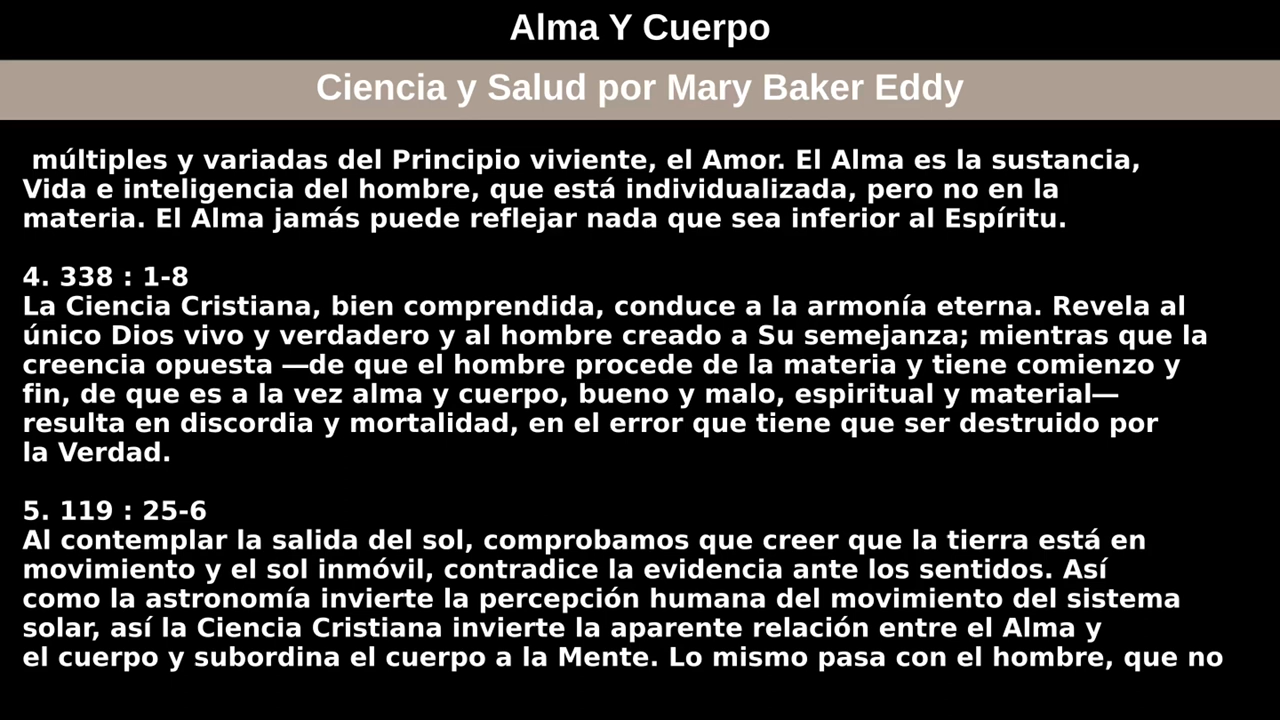 Alma Y Cuerpo
Ciencia y Salud por Mary Baker Eddy
múltiples y variadas del Principio viviente, el Amor. El Alma es la sustancia,
Vida e inteligencia del hombre, que está individualizada, pero no en la
materia. El Alma jamás puede reflejar nada que sea inferior al Espíritu.
4. 338 : 1-8
La Ciencia Cristiana, bien comprendida, conduce a la armonía eterna. Revela al
único Dios vivo y verdadero y al hombre creado a Su semejanza; mientras que la
creencia opuesta —de que el hombre procede de la materia y tiene comienzo y
fin, de que es a la vez alma y cuerpo, bueno y malo, espiritual y material—
resulta en discordia y mortalidad, en el error que tiene que ser destruido por
la Verdad.
5. 119 : 25-6
Al contemplar la salida del sol, comprobamos que creer que la tierra está en
movimiento y el sol inmóvil, contradice la evidencia ante los sentidos. Así
como la astronomía invierte la percepción humana del movimiento del sistema
solar, así la Ciencia Cristiana invierte la aparente relación entre el Alma y
el cuerpo y subordina el cuerpo a la Mente. Lo mismo pasa con el hombre, que no